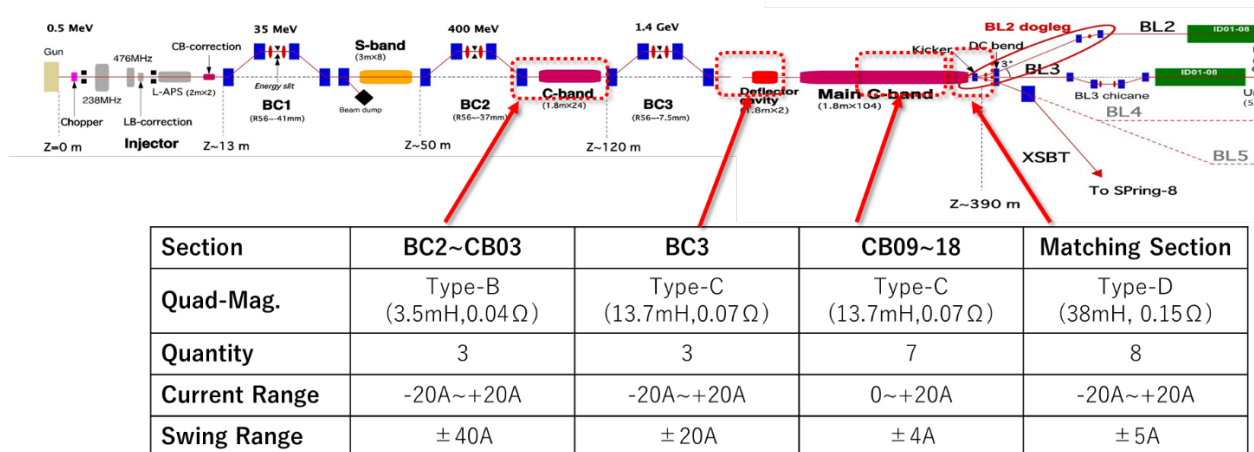 0.5 MeV
35 MeV
400 MeV
1.4 GeV
BL2 dogleg
BL2
ID01-08
Gun
476MHz
CB-correction
S-band
(3m×8)
Kicker
DC bend
3°
BL3
ID01-08
238MHz
L-APS (2m×2)
Energy slit
BC1
(R56~-41mm)
Beam dump
BC2
(R56~-37mm)
C-band
(1.8m×24)
BC3
(R56~-7.5mm)
Deflector
cavity
(1.8m×2)
Main C-band
(1.8m×104)
BL3 chicane
Chopper
LB-correction
Injector
BL4
BL5
XSBT
To SPring-8
Z=0 m
Z~13 m
Z~50 m
Z~120 m
Z~390 m
Section BC2~CB03 BC3 CB09~18 Matching Section
Quad-Mag. Type-B (3.5mH,0.04Ω) Type-C (13.7mH,0.07Ω) Type-C (13.7mH,0.07Ω) Type-D (38mH, 0.15Ω)
Quantity 3 3 7 8
Current Range -20A~+20A -20A~+20A 0~+20A -20A~+20A
Swing Range ±40A ±20A ±4A ±5A